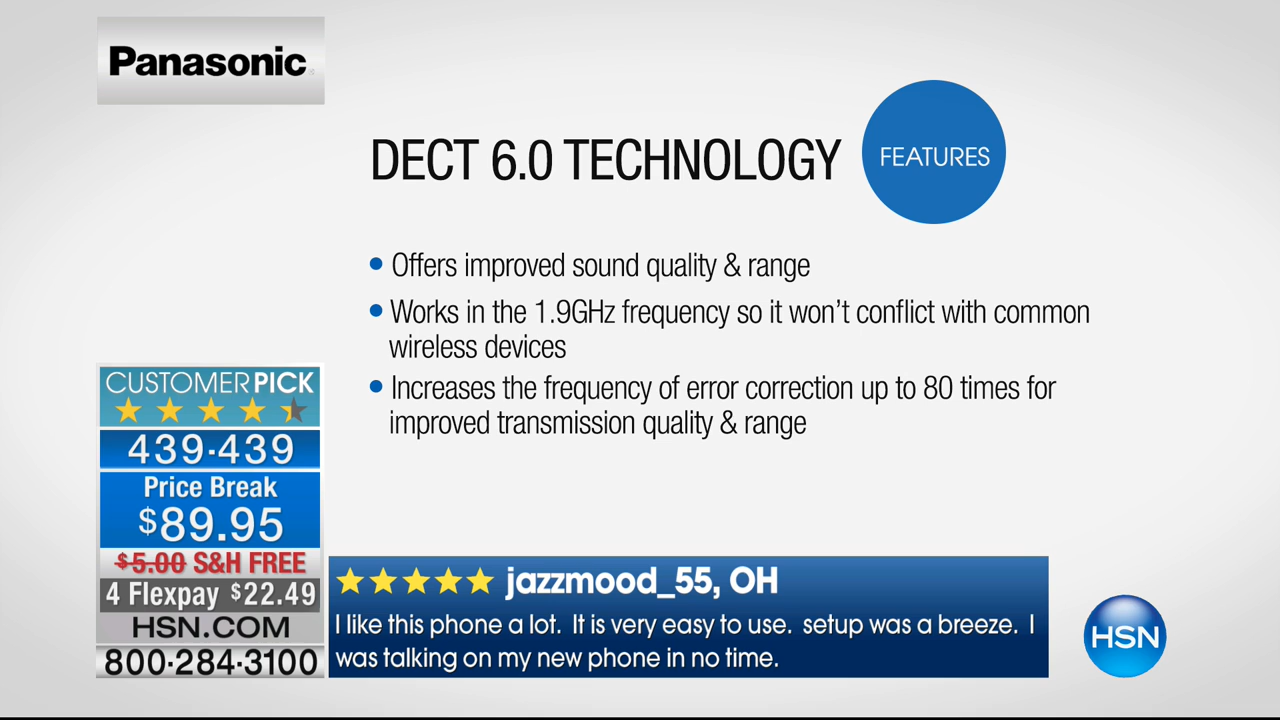 Panasonic
DECT 6.0 TECHNOLOGY
FEATURES
• Offers improved sound quality & range
• Works in the 1.9GHz frequency so it won't conflict with common
wireless devices
• Increases the frequency of error correction up to 80 times for
improved transmission quality & range
CUSTOMER PICK
439·439
Price Break
$89.95
$5.00 S&H FREE
4 Flexpay $22.49
HSN.COM
800·284·3100
jazzmood_55, OH
I like this phone a lot.  It is very easy to use.  setup was a breeze.  I
was talking on my new phone in no time.
HSN